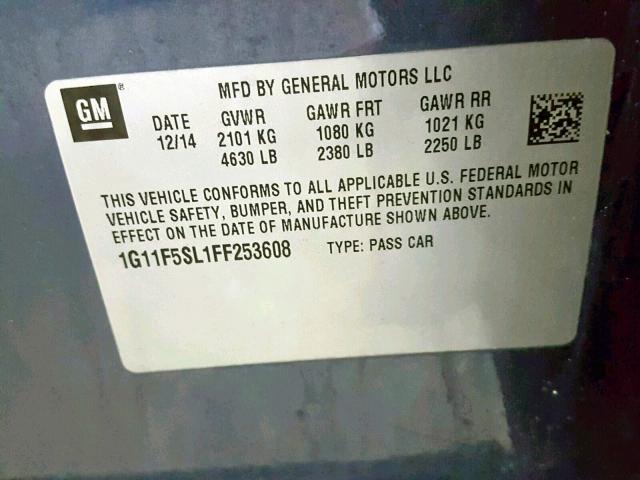 GM®
MFD BY GENERAL MOTORS LLC
DATE GVWR GAWR FRT GAWR RR
12/14 2101 KG 1080 KG 1021 KG
4630 LB 2380 LB 2250 LB
THIS VEHICLE CONFORMS TO ALL APPLICABLE U.S. FEDERAL MOTOR
VEHICLE SAFETY, BUMPER, AND THEFT PREVENTION STANDARDS IN
EFFECT ON THE DATE OF MANUFACTURE SHOWN ABOVE.
1G11F5SL1FF253608 TYPE: PASS CAR